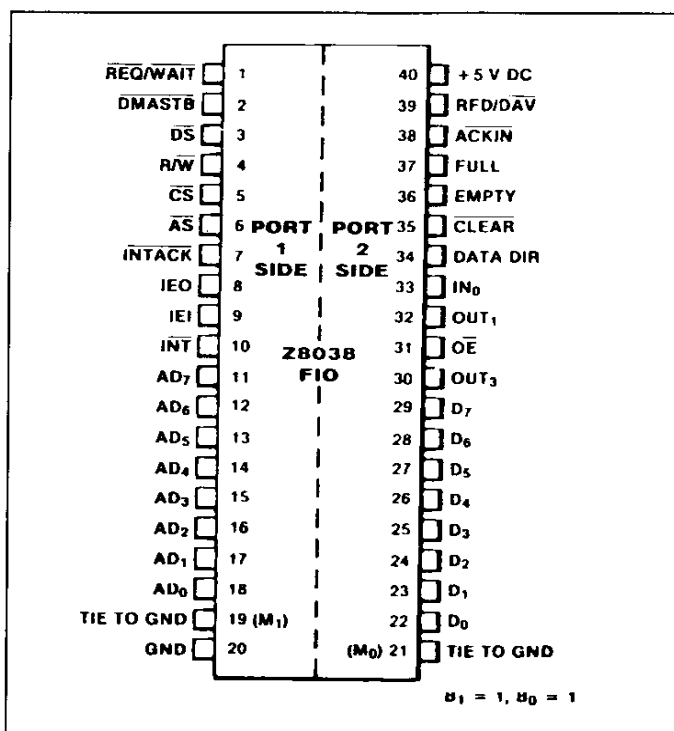 REQ/WAIT 1 40 + 5 V DC
DMASTB 2 39 RFD/DAV
DS 3 38 ACKIN
R/W 4 37 FULL
CS 5 36 EMPTY
AS 6 35 CLEAR
INTACK 7 34 DATA DIR
PORT 1 SIDE
PORT 2 SIDE
IEO 8 33 IN₀
IEI 9 32 OUT₁
INT 10 31 OE
Z8038
FIO
AD₇ 11 30 OUT₃
AD₆ 12 29 D₇
AD₅ 13 28 D₆
AD₄ 14 27 D₅
AD₃ 15 26 D₄
AD₂ 16 25 D₃
AD₁ 17 24 D₂
AD₀ 18 23 D₁
TIE TO GND 19 (M₁) 22 D₀
GND 20 (M₀) 21 TIE TO GND
B₁ = 1, B₀ = 1